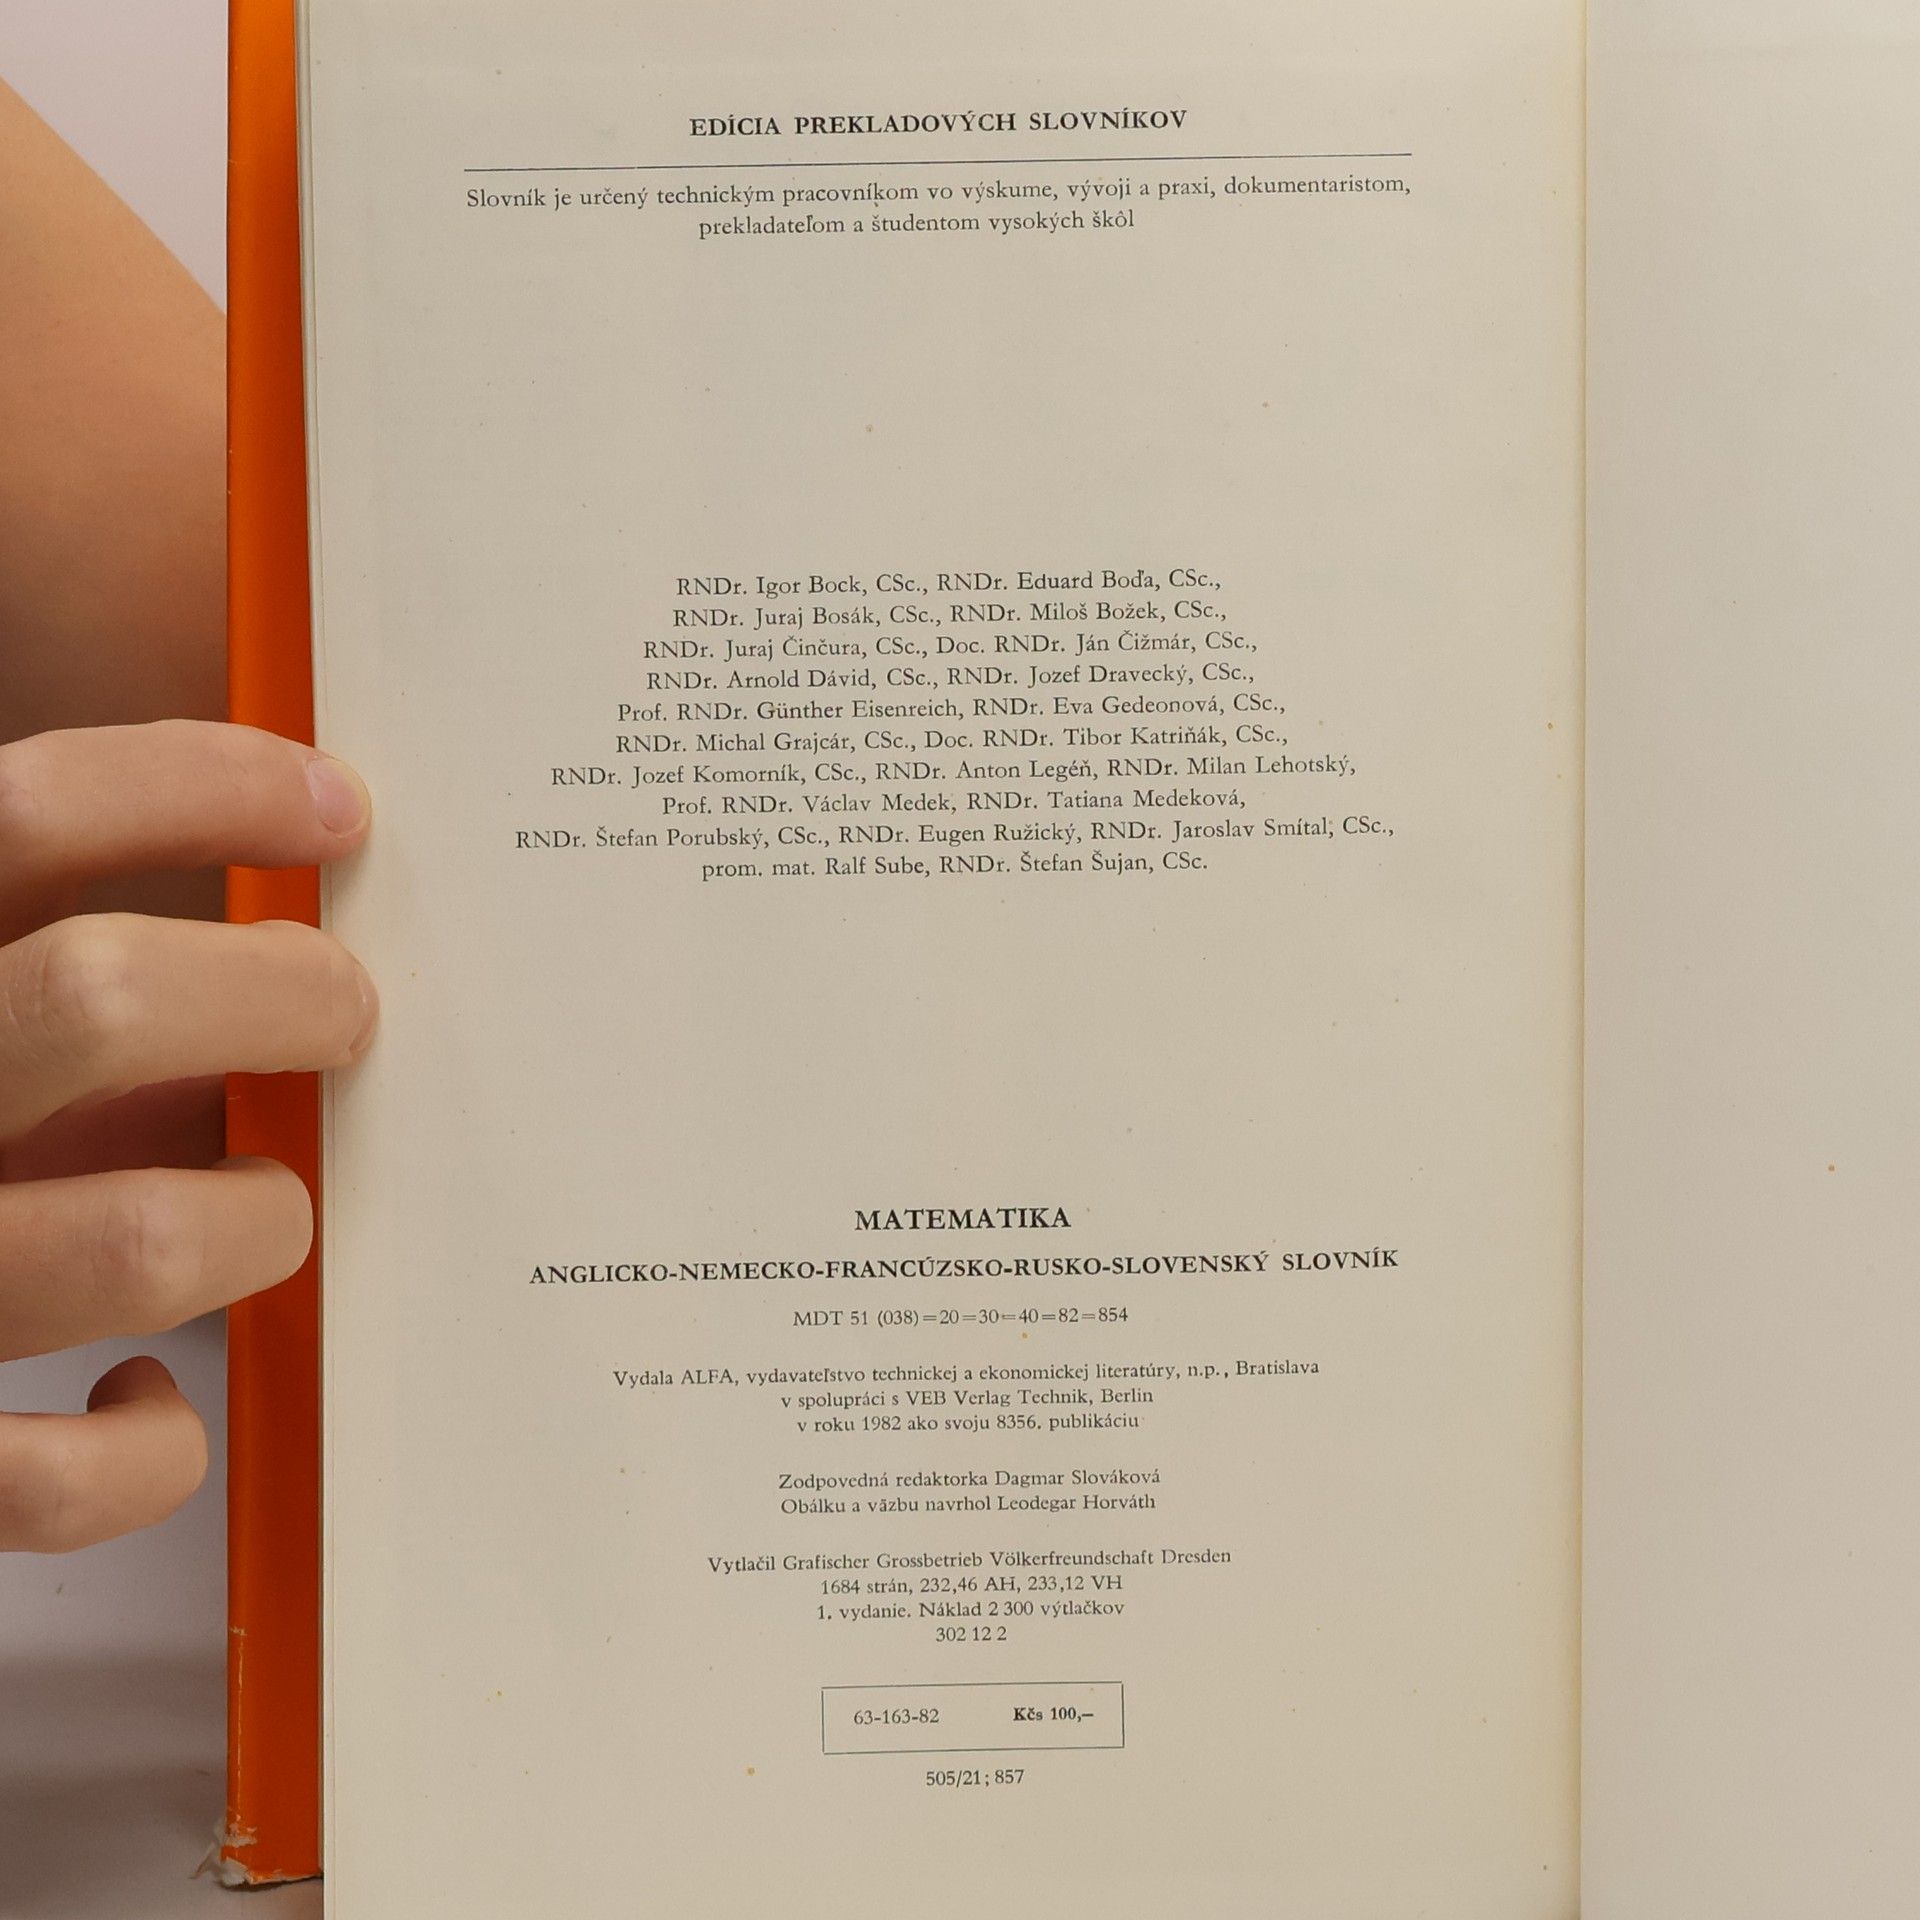 EDÍCIA PREKLADOVÝCH SLOVNÍKOV
Slovník je určený technickým pracovníkom vo výskume, vývoji a praxi, dokumentaristom,
prekladateľom a študentom vysokých škôl
RNDr. Igor Bock, CSc., RNDr. Eduard Boďa, CSc.,
RNDr. Juraj Bosák, CSc., RNDr. Miloš Božek, CSc.,
RNDr. Juraj Činčura, CSc., Doc. RNDr. Ján Čižmár, CSc.,
RNDr. Arnold Dávid, CSc., RNDr. Jozef Dravecký, CSc.,
Prof. RNDr. Günther Eisenreich, RNDr. Eva Gedeonová, CSc.,
RNDr. Michal Grajcár, CSc., Doc. RNDr. Tibor Katriňák, CSc.,
RNDr. Jozef Komorník, CSc., RNDr. Anton Legéň, RNDr. Milan Lehotský,
Prof. RNDr. Václav Medek, RNDr. Tatiana Medeková,
RNDr. Štefan Porubský, CSc., RNDr. Eugen Ružický, RNDr. Jaroslav Smítal, CSc.,
prom. mat. Ralf Sube, RNDr. Štefan Šujan, CSc.
MATEMATIKA
ANGLICKO-NEMECKO-FRANCÚZSKO-RUSKO-SLOVENSKÝ SLOVNÍK
MDT 51 (038)=20=30=40=82=854
Vydala ALFA, vydavateľstvo technickej a ekonomickej literatúry, n.p., Bratislava
v spolupráci s VEB Verlag Technik, Berlin
v roku 1982 ako svoju 8356. publikáciu
Zodpovedná redaktorka Dagmar Slováková
Obálku a väzbu navrhol Leodegar Horváth
Vytlačil Grafischer Grossbetrieb Völkerfreundschaft Dresden
1684 strán, 232,46 AH, 233,12 VH
1. vydanie. Náklad 2 300 výtlačkov
302 12 2
63-163-82 Kčs 100,–
505/21; 857